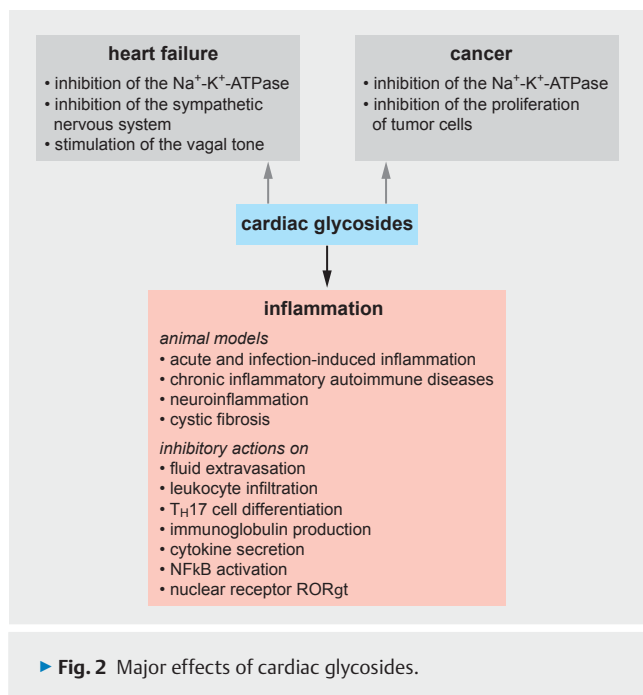 heart failure
• inhibition of the Na⁺-K⁺-ATPase
• inhibition of the sympathetic
nervous system
• stimulation of the vagal tone
cancer
• inhibition of the Na⁺-K⁺-ATPase
• inhibition of the proliferation
of tumor cells
cardiac glycosides
inflammation
animal models
• acute and infection-induced inflammation
• chronic inflammatory autoimmune diseases
• neuroinflammation
• cystic fibrosis
inhibitory actions on
• fluid extravasation
• leukocyte infiltration
• TH17 cell differentiation
• immunoglobulin production
• cytokine secretion
• NFkB activation
• nuclear receptor RORgt
▶ Fig. 2 Major effects of cardiac glycosides.